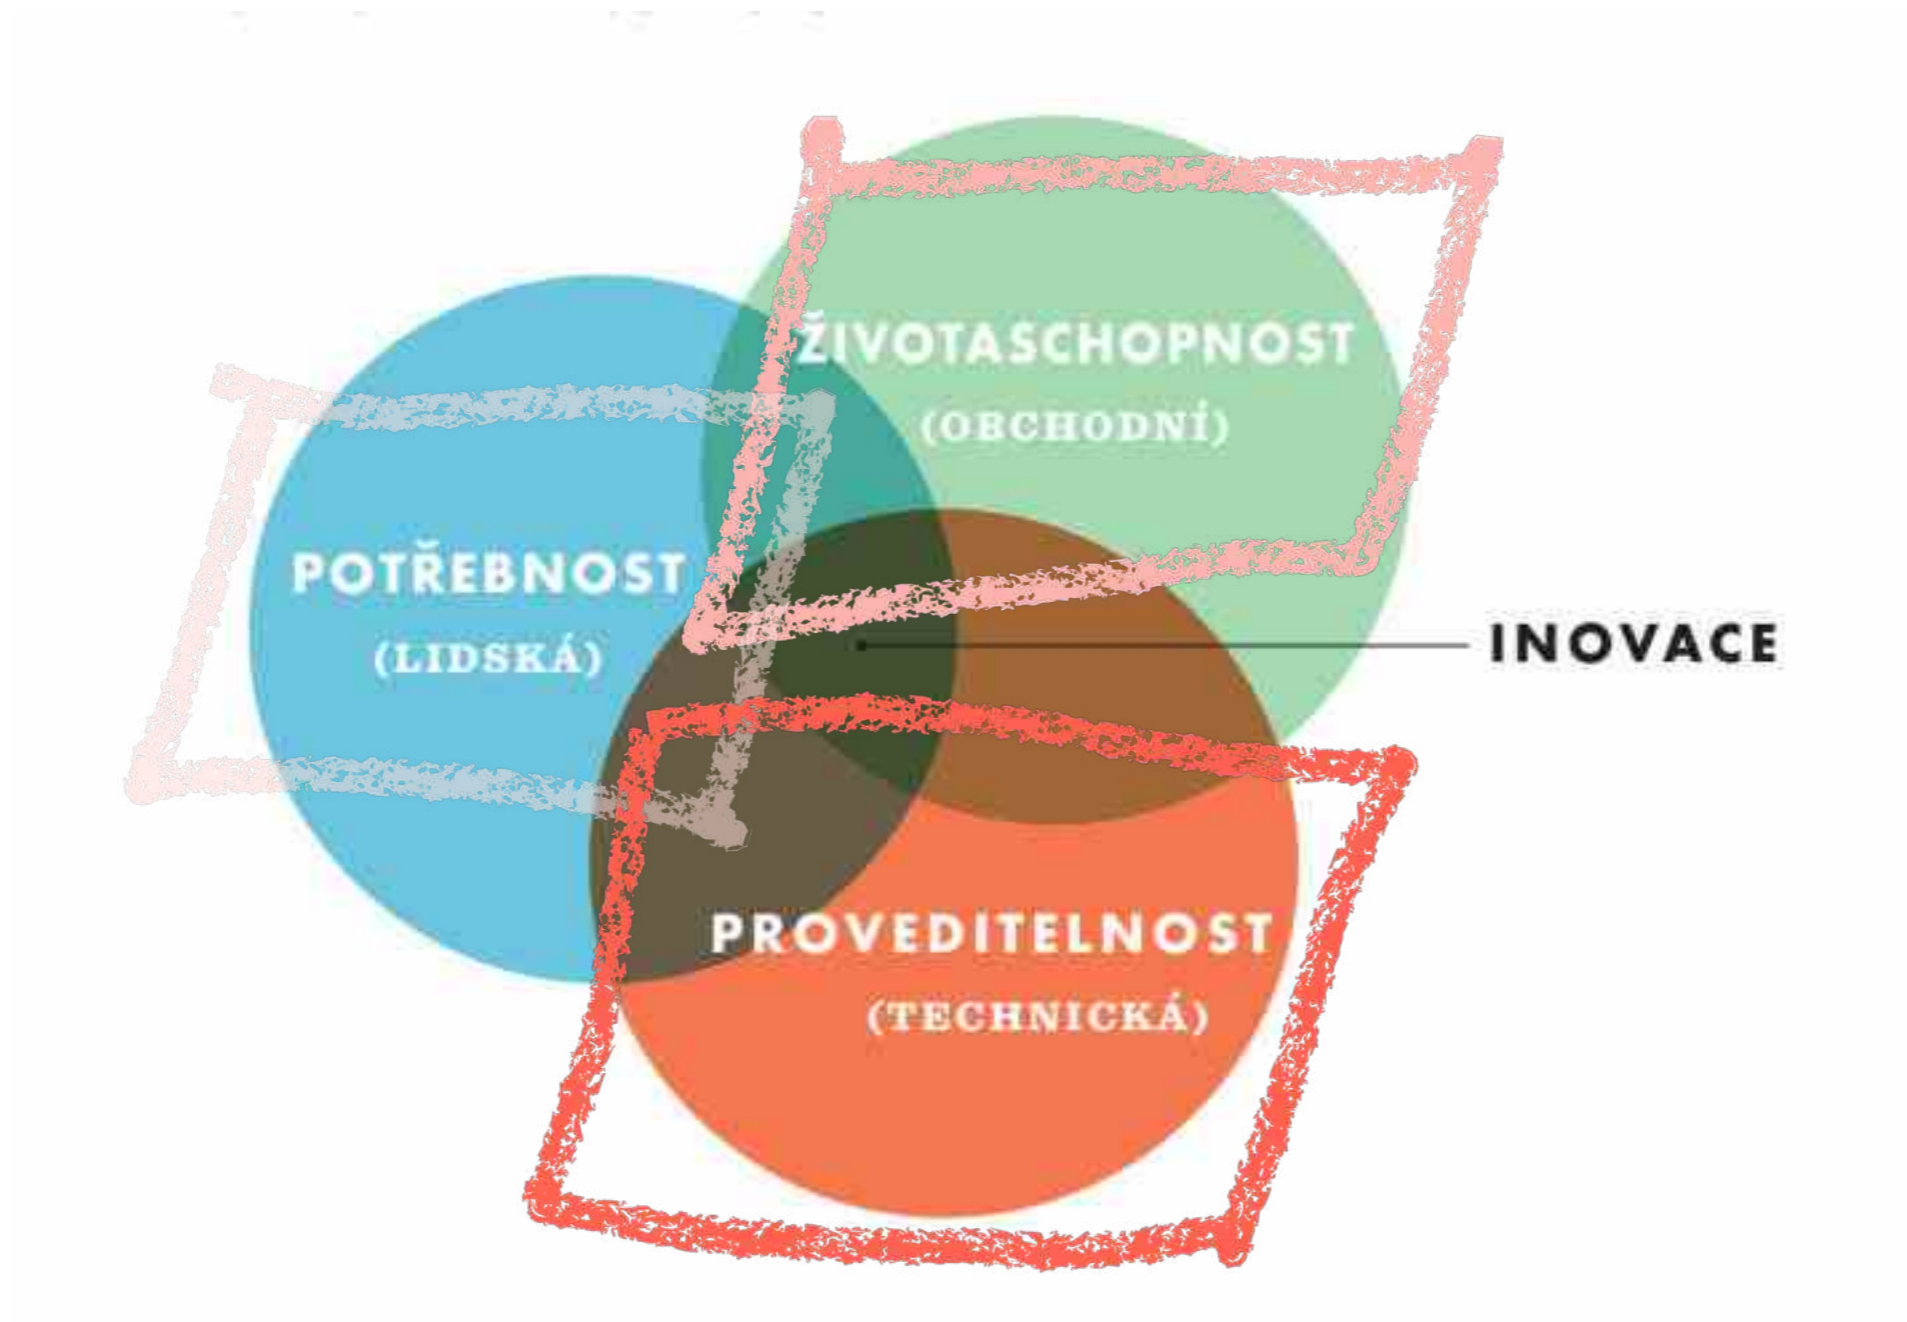 ŽIVOTASCHOPNOST
(OBCHODNÍ)
POTŘEBNOST
(LIDSKÁ)
INOVACE
PROVEDITELNOST
(TECHNICKÁ)